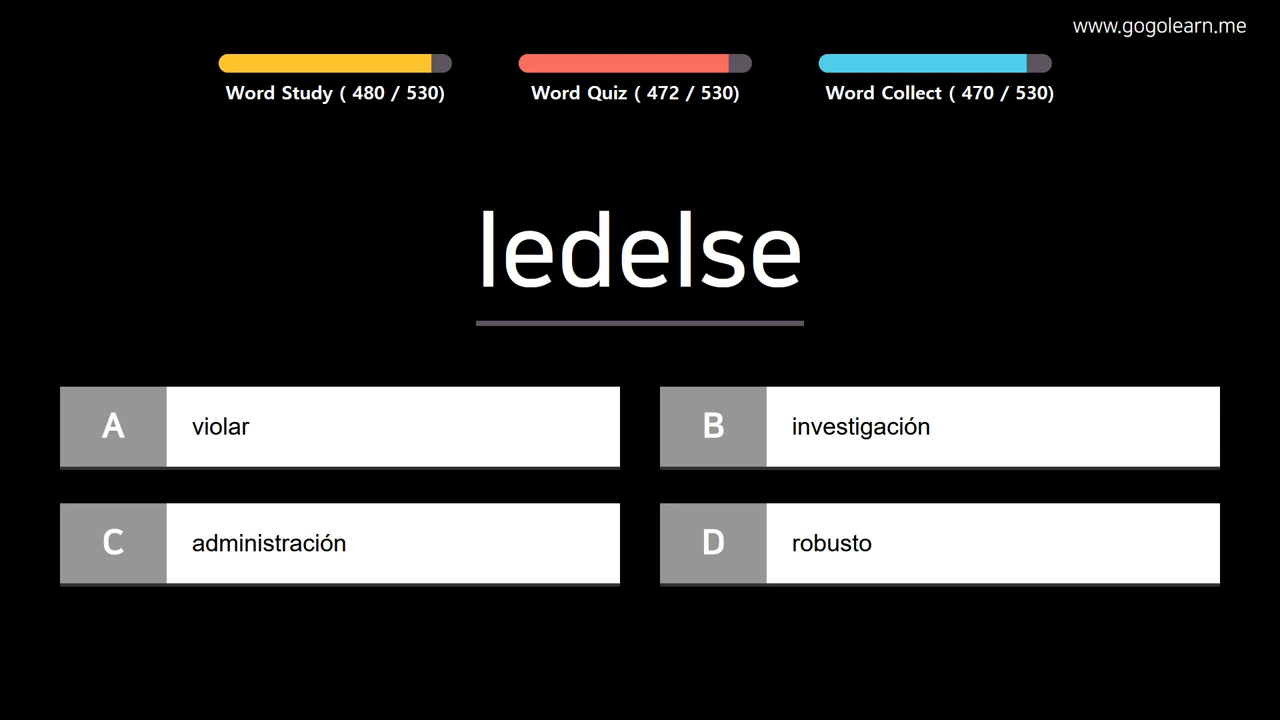 www.gogolearn.me
Word Study ( 480 / 530)
Word Quiz ( 472 / 530)
Word Collect ( 470 / 530)
ledelse
A
violar
B
investigación
C
administración
D
robusto